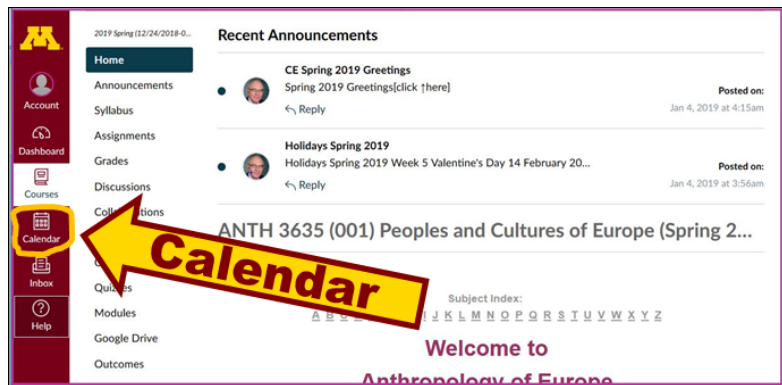 M
Account
Dashboard
Courses
Calendar
Inbox
Help
2019 Spring (12/24/2018-0...
Home
Announcements
Syllabus
Assignments
Grades
Discussions
Quizzes
Modules
Google Drive
Outcomes
Calendar
Recent Announcements
CE Spring 2019 Greetings
Spring 2019 Greetings[click ↑here]
Reply
Posted on:
Jan 4, 2019 at 4:15am
Holidays Spring 2019
Holidays Spring 2019 Week 5 Valentine's Day 14 February 20...
Reply
Posted on:
Jan 4, 2019 at 3:56am
ANTH 3635 (001) Peoples and Cultures of Europe (Spring 2...
Subject Index:
A B I J K L M N O P Q R S T U V W X Y Z
Welcome to
Anthropology of Europe